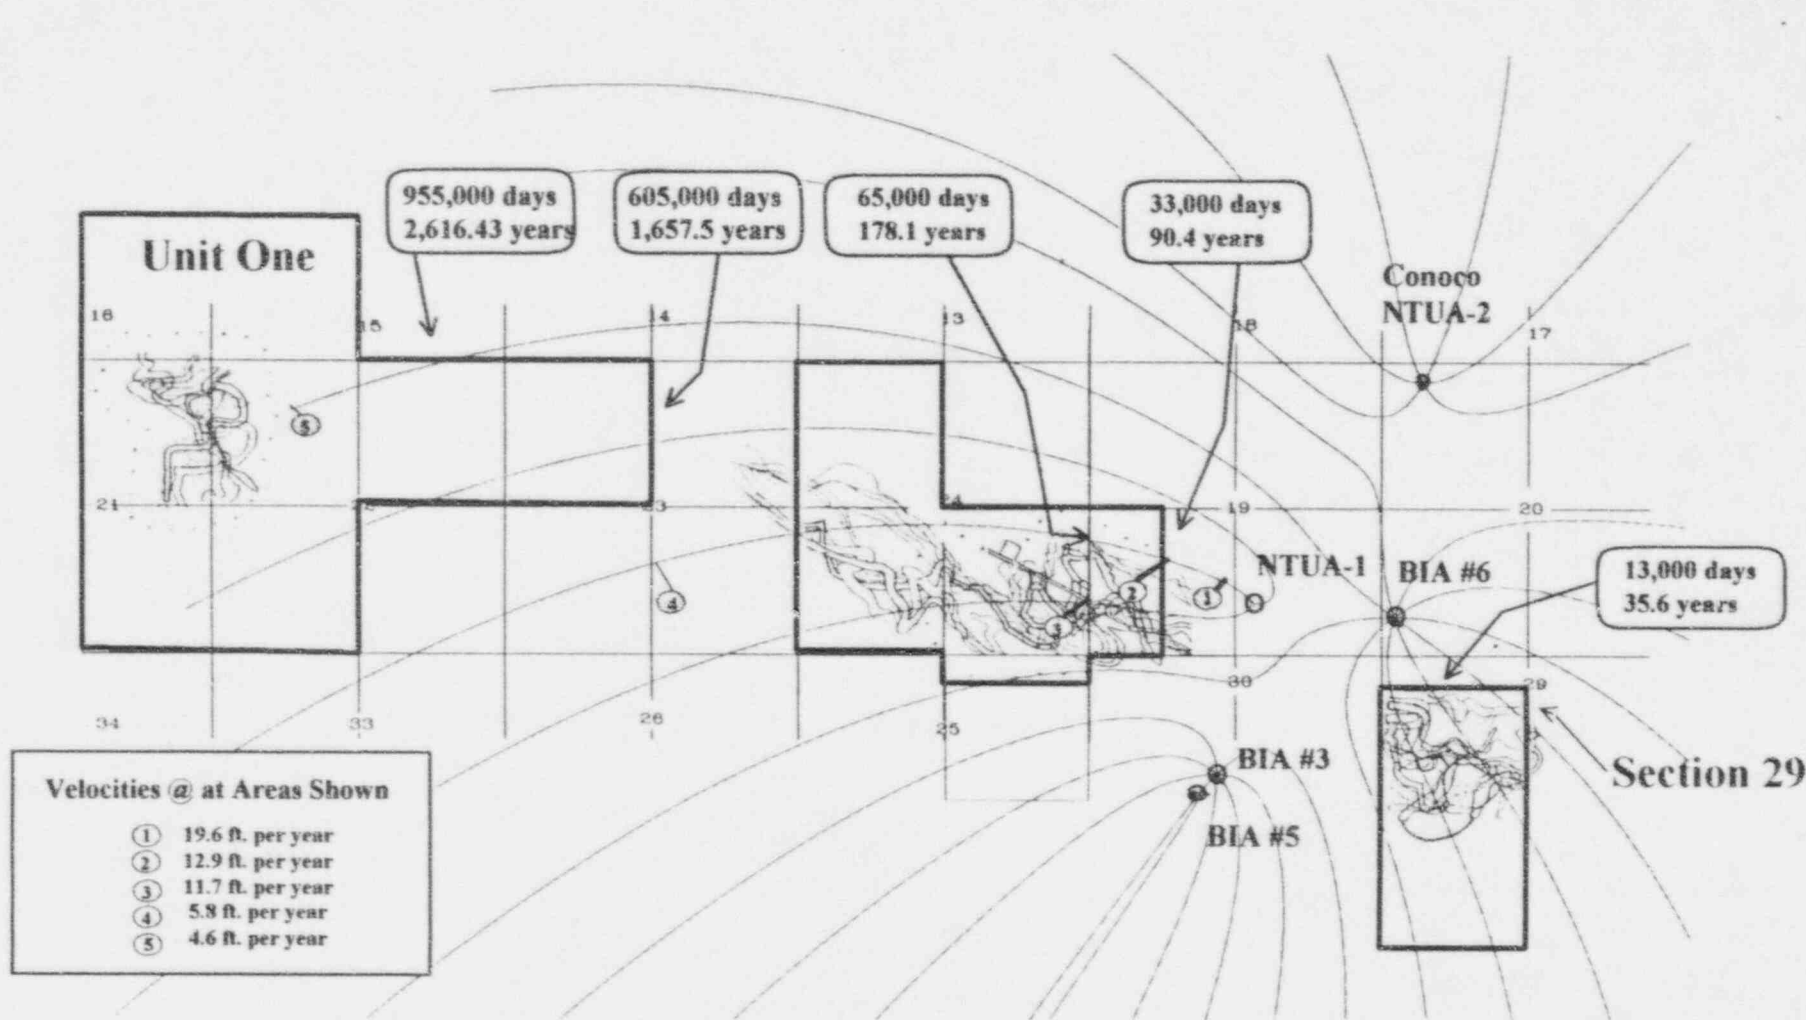 955,000 days
2,616.43 years
605,000 days
1,657.5 years
65,000 days
178.1 years
33,000 days
90.4 years
Unit One
Conoco
NTUA-2
16
15
14
13
18
17
5
21
23
24
19
20
NTUA-1
BIA #6
13,000 days
35.6 years
4
3
2
1
30
29
34
33
26
25
BIA #3
BIA #5
Section 29
Velocities @ at Areas Shown
1 19.6 ft. per year
2 12.9 ft. per year
3 11.7 ft. per year
4 5.8 ft. per year
5 4.6 ft. per year